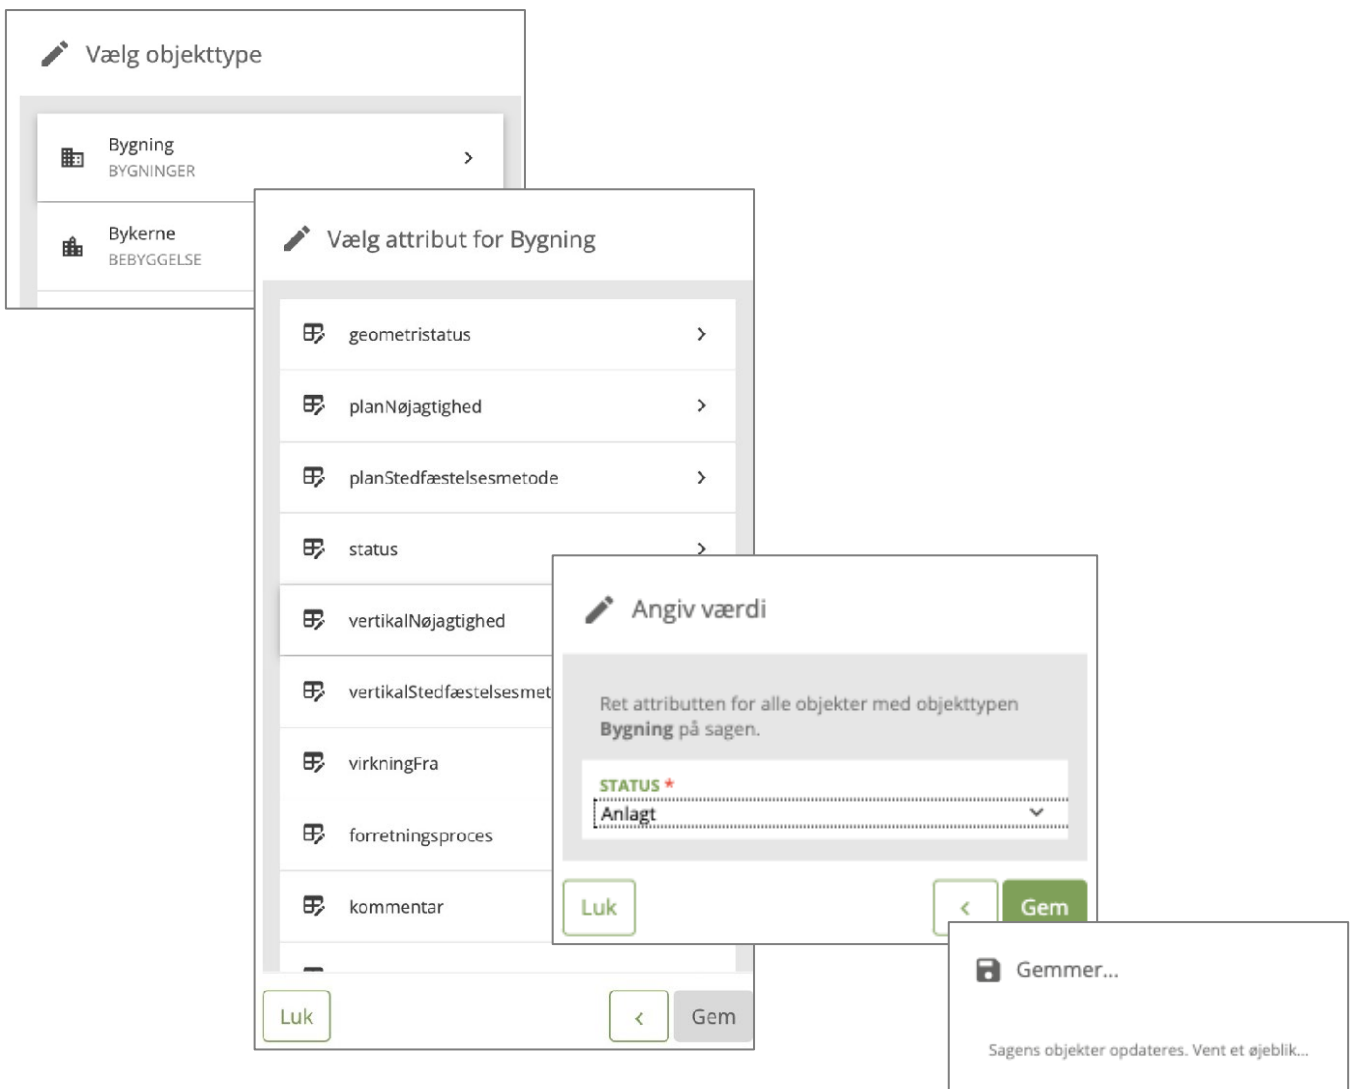 Vælg objekttype
Bygning
BYGNINGER
Bykerne
BEBYGGELSE
Vælg attribut for Bygning
geometristatus
planNøjagtighed
planStedfæstelsesmetode
status
vertikalNøjagtighed
vertikalStedfæstelsesmet
virkningFra
forretningsproces
kommentar
Luk
Gem
Angiv værdi
Ret attributten for alle objekter med objekttypen
Bygning på sagen.
STATUS *
Anlagt
Luk
Gem
Gemmer...
Sagens objekter opdateres. Vent et øjeblik...